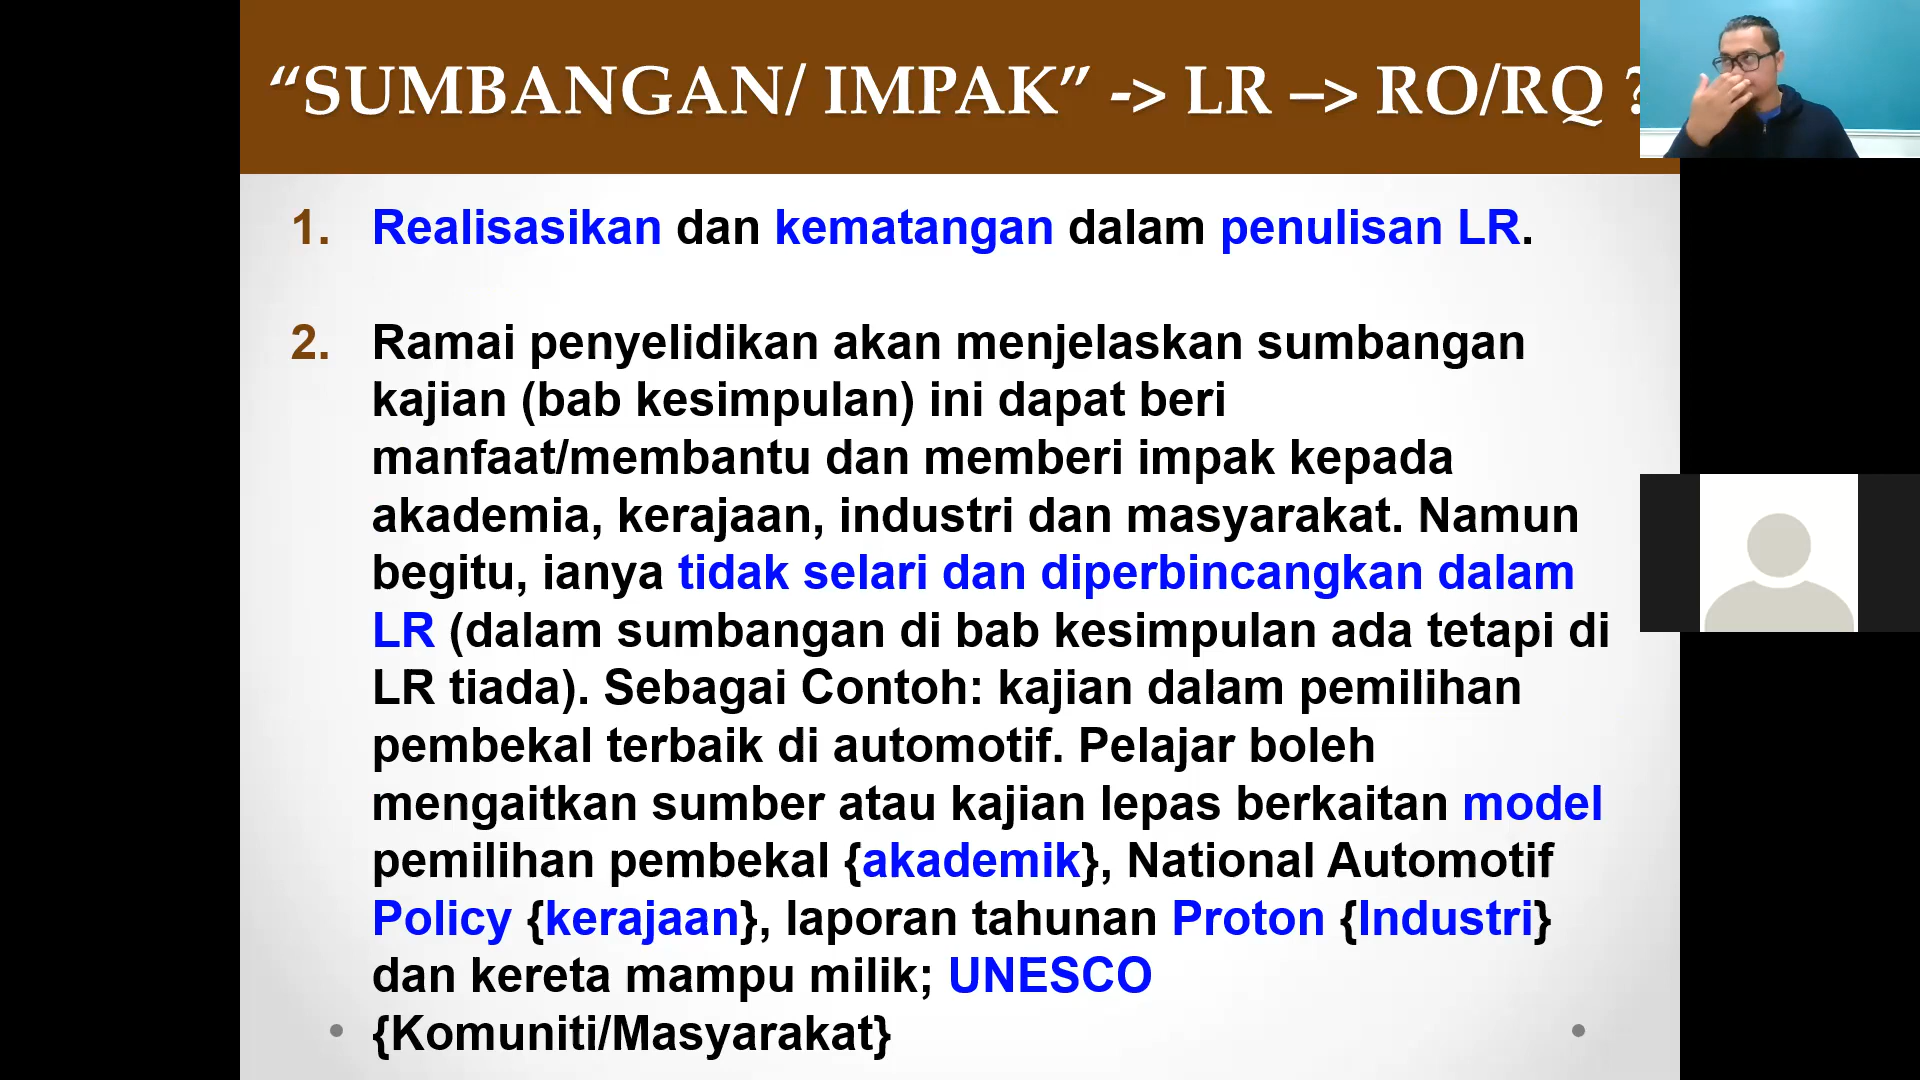 “SUMBANGAN/ IMPAK” -> LR –> RO/RQ ?
1. Realisasikan dan kematangan dalam penulisan LR.
2. Ramai penyelidikan akan menjelaskan sumbangan
kajian (bab kesimpulan) ini dapat beri
manfaat/membantu dan memberi impak kepada
akademia, kerajaan, industri dan masyarakat. Namun
begitu, ianya tidak selari dan diperbincangkan dalam
LR (dalam sumbangan di bab kesimpulan ada tetapi di
LR tiada). Sebagai Contoh: kajian dalam pemilihan
pembekal terbaik di automotif. Pelajar boleh
mengaitkan sumber atau kajian lepas berkaitan model
pemilihan pembekal {akademik}, National Automotif
Policy {kerajaan}, laporan tahunan Proton {Industri}
dan kereta mampu milik; UNESCO
{Komuniti/Masyarakat}